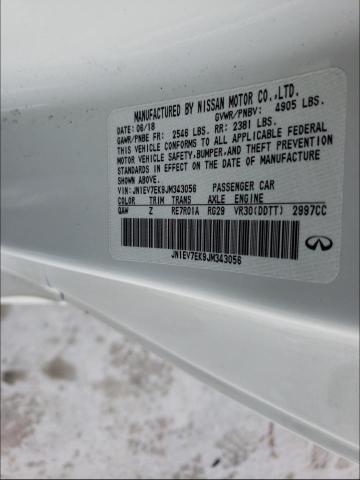 MANUFACTURED BY NISSAN MOTOR CO.,LTD.
DATE: 06/18 GVWR/PNBV: 4905 LBS.
GAWR/PNBE FR: 2546 LBS. RR: 2381 LBS.
THIS VEHICLE CONFORMS TO ALL APPLICABLE FEDERAL
MOTOR VEHICLE SAFETY, BUMPER, AND THEFT
PREVENTION STANDARDS IN EFFECT ON THE DATE OF MANUFACTURE
SHOWN ABOVE.
VIN: JN1EV7EK9JM343056 PASSENGER CAR
COLOR TRIM TRANS AXLE ENGINE
QAW Z RE7R01A RG29 VR30(DDTT) 2997CC
JN1EV7EK9JM343056
INFINITI